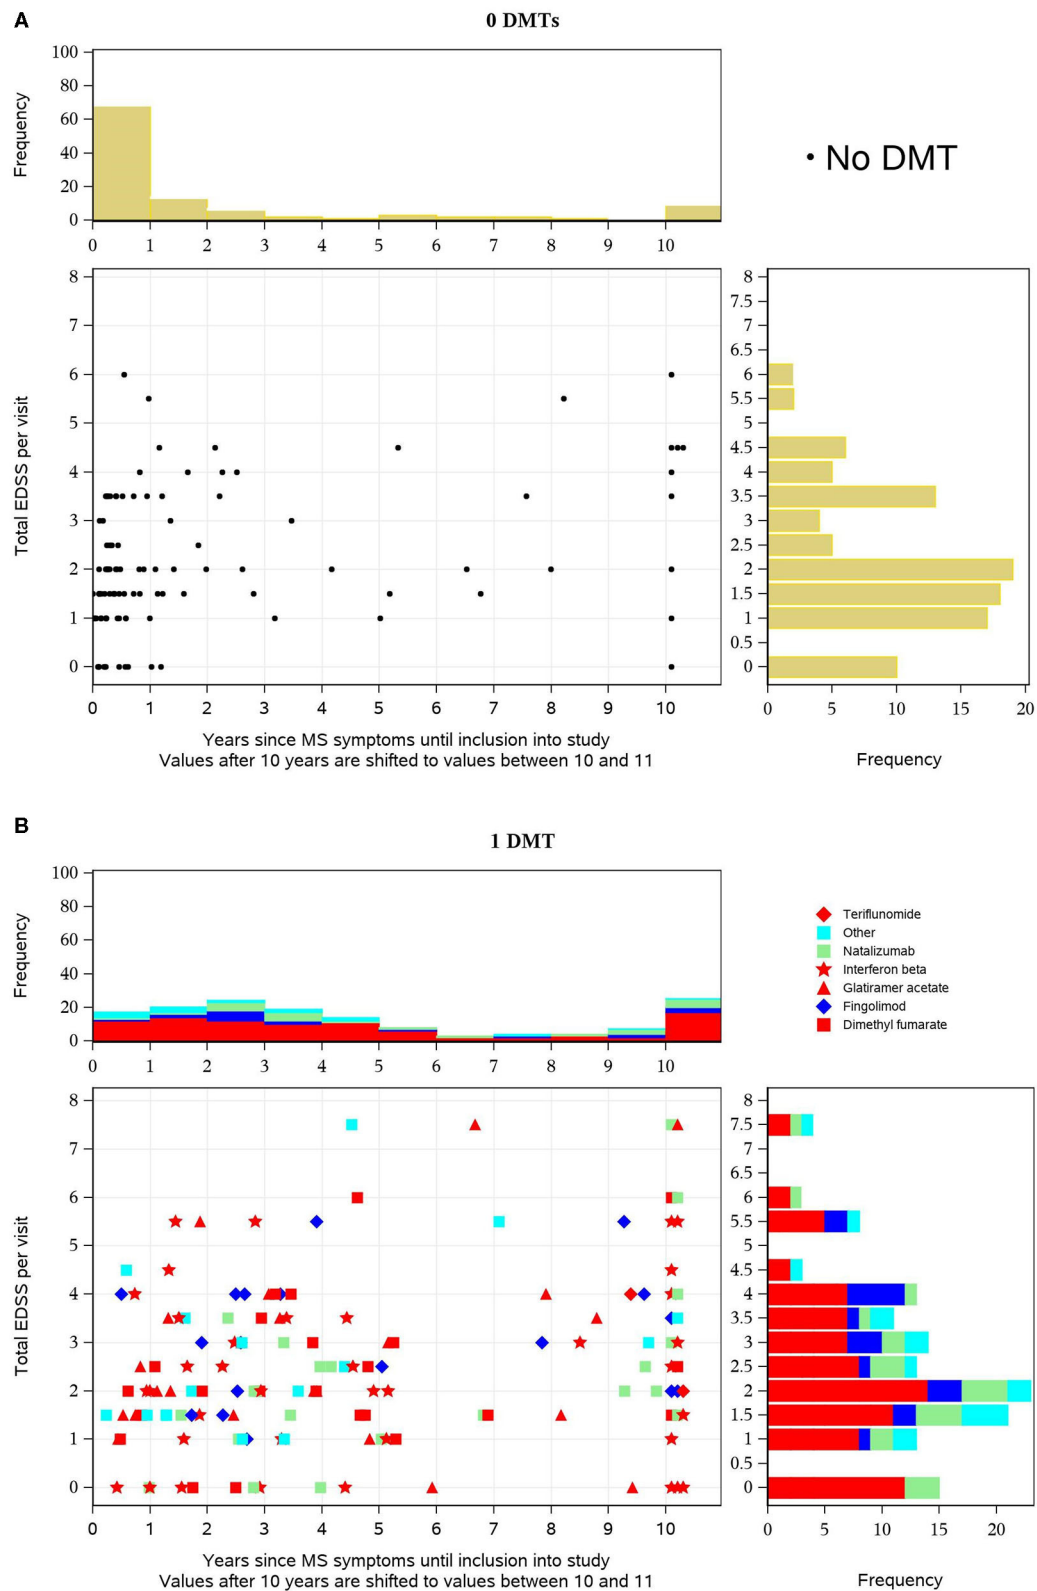 A
0 DMTs
100
80
60
40
20
0
Frequency
0 1 2 3 4 5 6 7 8 9 10
• No DMT
8
7
6
5
4
3
2
1
0
Total EDSS per visit
0 1 2 3 4 5 6 7 8 9 10
Years since MS symptoms until inclusion into study
Values after 10 years are shifted to values between 10 and 11
8
7.5
7
6.5
6
5.5
5
4.5
4
3.5
3
2.5
2
1.5
1
0.5
0
0 5 10 15 20
Frequency
B
1 DMT
100
80
60
40
20
0
Frequency
0 1 2 3 4 5 6 7 8 9 10
Teriflunomide
Other
Natalizumab
Interferon beta
Glatiramer acetate
Fingolimod
Dimethyl fumarate
8
7
6
5
4
3
2
1
0
Total EDSS per visit
0 1 2 3 4 5 6 7 8 9 10
Years since MS symptoms until inclusion into study
Values after 10 years are shifted to values between 10 and 11
8
7.5
7
6.5
6
5.5
5
4.5
4
3.5
3
2.5
2
1.5
1
0.5
0
0 5 10 15 20
Frequency